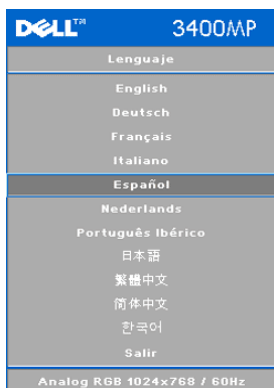 DELL™ 3400MP
Lenguaje
English
Deutsch
Français
Italiano
Español
Nederlands
Português Ibérico
日本語
繁體中文
简体中文
한국어
Salir
Analog RGB 1024x768 / 60Hz